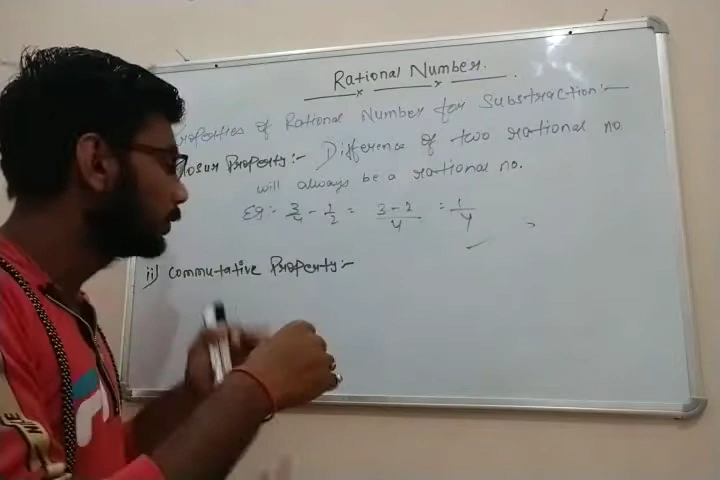 Rational Number.
Properties of Rational Number for Substraction:-
Closur Property:- Difference of two rational no
will always be a rational no.
Eg:- 3/4 - 1/2 = 3-2/4 = 1/4
ii) Commutative Property:-